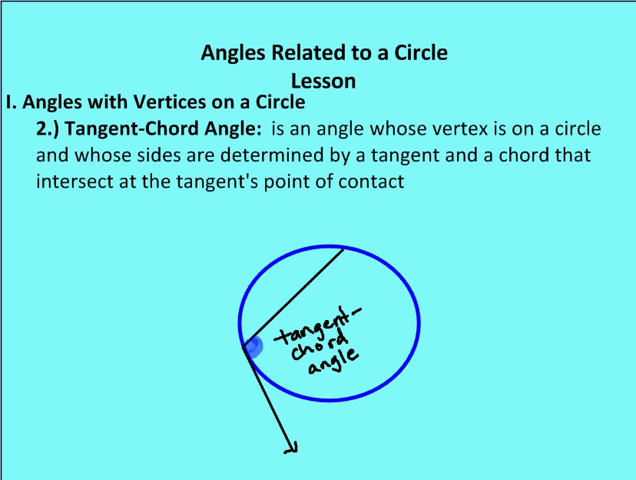 Angles Related to a Circle
Lesson
I. Angles with Vertices on a Circle
2.) Tangent-Chord Angle: is an angle whose vertex is on a circle
and whose sides are determined by a tangent and a chord that
intersect at the tangent's point of contact
tangent-
chord
angle